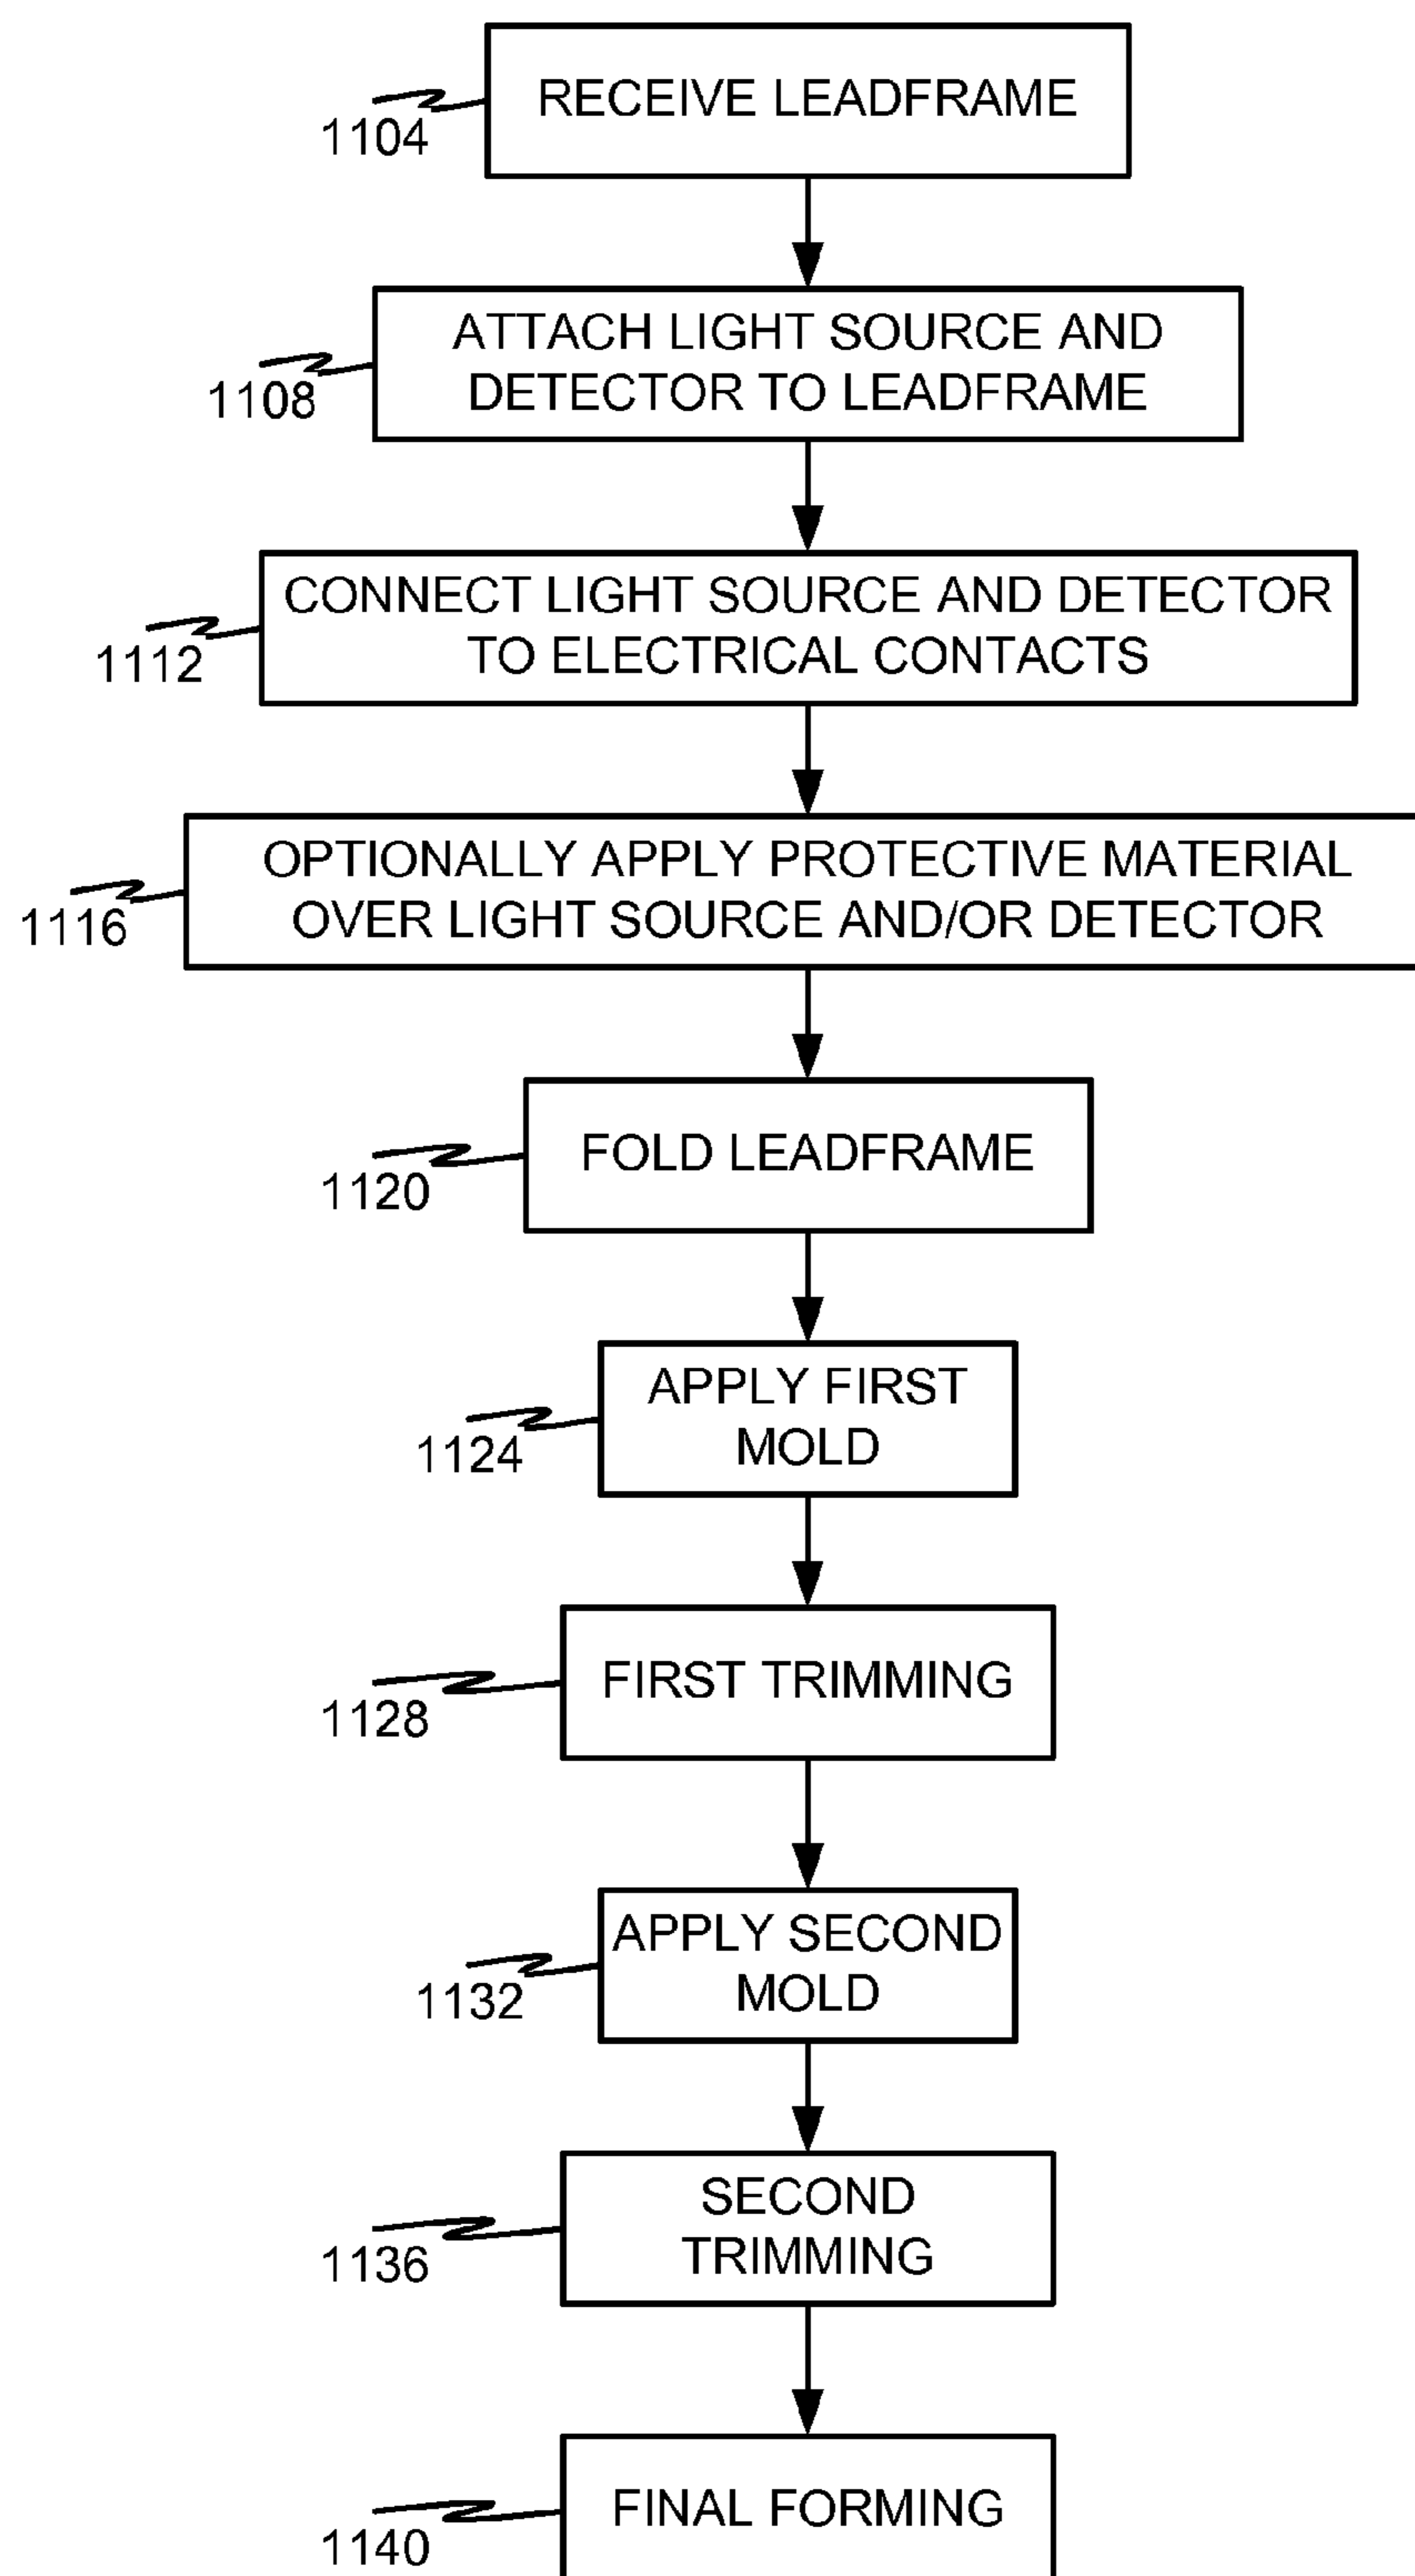 RECEIVE LEADFRAME
1104
ATTACH LIGHT SOURCE AND
DETECTOR TO LEADFRAME
1108
CONNECT LIGHT SOURCE AND DETECTOR
TO ELECTRICAL CONTACTS
1112
OPTIONALLY APPLY PROTECTIVE MATERIAL
OVER LIGHT SOURCE AND/OR DETECTOR
1116
FOLD LEADFRAME
1120
APPLY FIRST
MOLD
1124
FIRST TRIMMING
1128
APPLY SECOND
MOLD
1132
SECOND
TRIMMING
1136
FINAL FORMING
1140